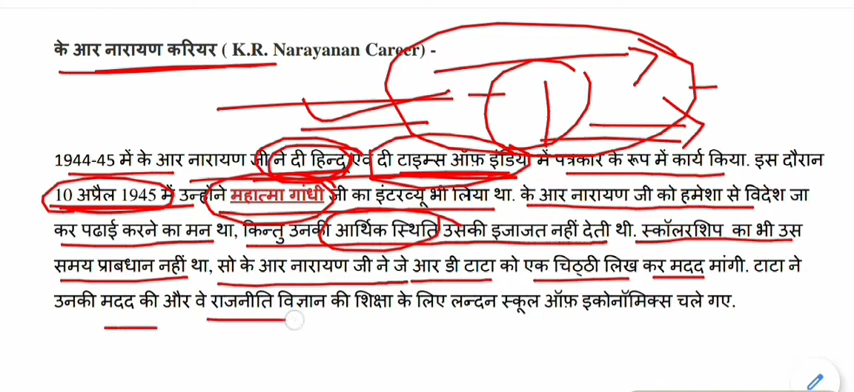 के आर नारायण करियर ( K.R. Narayanan Career) -
1944-45 में के आर नारायण जी ने दी हिन्दू एवं दी टाइम्स ऑफ़ इंडिया में पत्रकार के रूप में कार्य किया. इस दौरान
10 अप्रैल 1945 में उन्होंने महात्मा गांधी जी का इंटरव्यू भी लिया था. के आर नारायण जी को हमेशा से विदेश जा
कर पढाई करने का मन था, किन्तु उनकी आर्थिक स्थिति उसकी इजाजत नहीं देती थी. स्कॉलरशिप का भी उस
समय प्राबधान नहीं था, सो के आर नारायण जी ने जे आर डी टाटा को एक चिठ्ठी लिख कर मदद मांगी. टाटा ने
उनकी मदद की और वे राजनीति विज्ञान की शिक्षा के लिए लन्दन स्कूल ऑफ़ इकोनॉमिक्स चले गए.